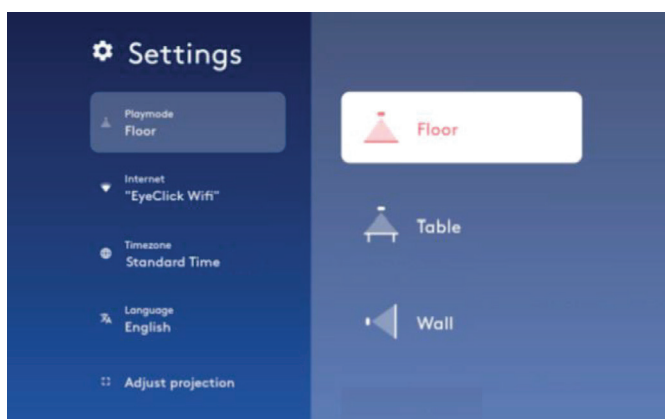 Settings
Playmode
Floor
Internet
"EyeClick Wifi"
Timezone
Standard Time
Language
English
Adjust projection
Floor
Table
Wall